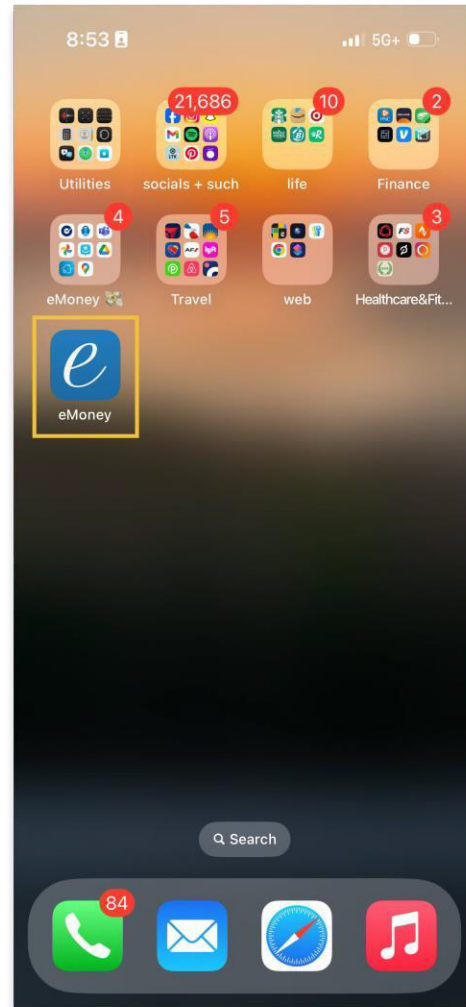 8:53
5G+
21,686
10
2
Utilities
socials + such
life
Finance
4
5
3
eMoney 💸
Travel
web
Healthcare&Fit...
e
eMoney
Search
84